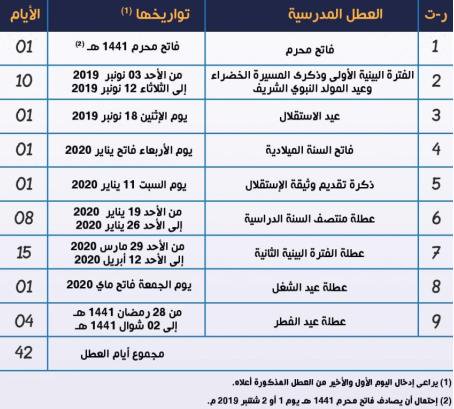 ر-ت العطل المدرسية تواريخها (1) الأيام
1 فاتح محرم فاتح محرم 1441 هـ (2) 01
2 الفترة البينية الأولى وذكرى المسيرة الخضراء وعيد المولد النبوي الشريف من الأحد 03 نونبر 2019 إلى الثلاثاء 12 نونبر 2019 10
3 عيد الاستقلال يوم الإثنين 18 نونبر 2019 01
4 فاتح السنة الميلادية يوم الأربعاء فاتح يناير 2020 01
5 ذكرة تقديم وثيقة الإستقلال يوم السبت 11 يناير 2020 01
6 عطلة منتصف السنة الدراسية من الأحد 19 يناير 2020 إلى الأحد 26 يناير 2020 08
7 عطلة الفترة البينية الثانية من الأحد 29 مارس 2020 إلى الأحد 12 أبريل 2020 15
8 عطلة عيد الشغل يوم الجمعة فاتح ماي 2020 01
9 عطلة عيد الفطر من 28 رمضان 1441 هـ إلى 02 شوال 1441 هـ 04
مجموع أيام العطل 42
(1) يراعى إدخال اليوم الأول والأخير من العطل المذكورة أعلاه.
(2) إحتمال أن يصادف فاتح محرم 1441 هـ يوم 1 أو 2 شتنبر 2019 م.